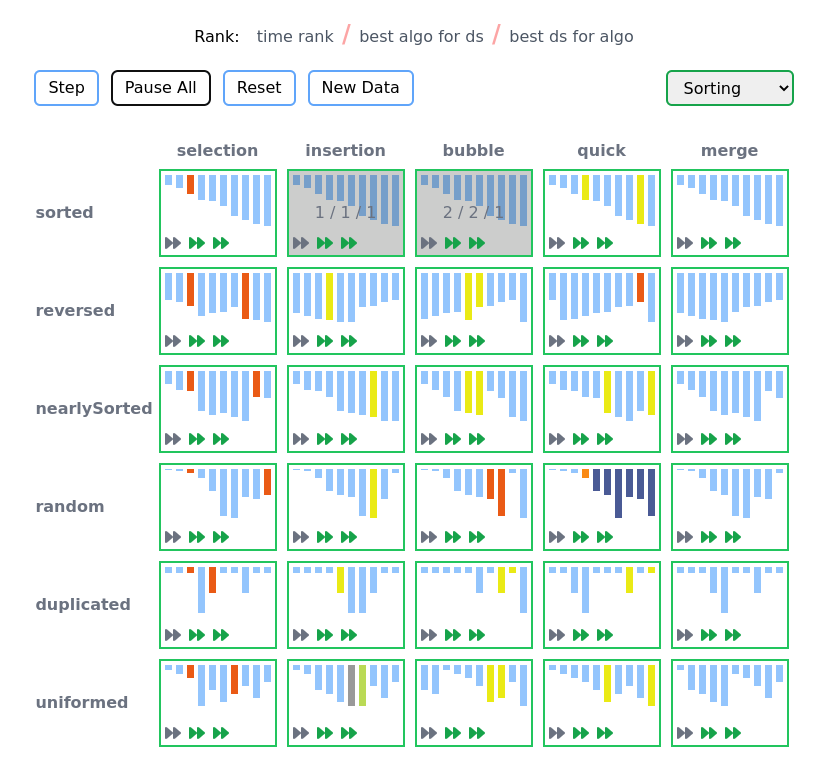 Rank: time rank / best algo for ds / best ds for algo
Step Pause All Reset New Data Sorting
selection insertion bubble quick merge
sorted 1 / 1 / 1 2 / 2 / 1
reversed
nearlySorted
random
duplicated
uniformed